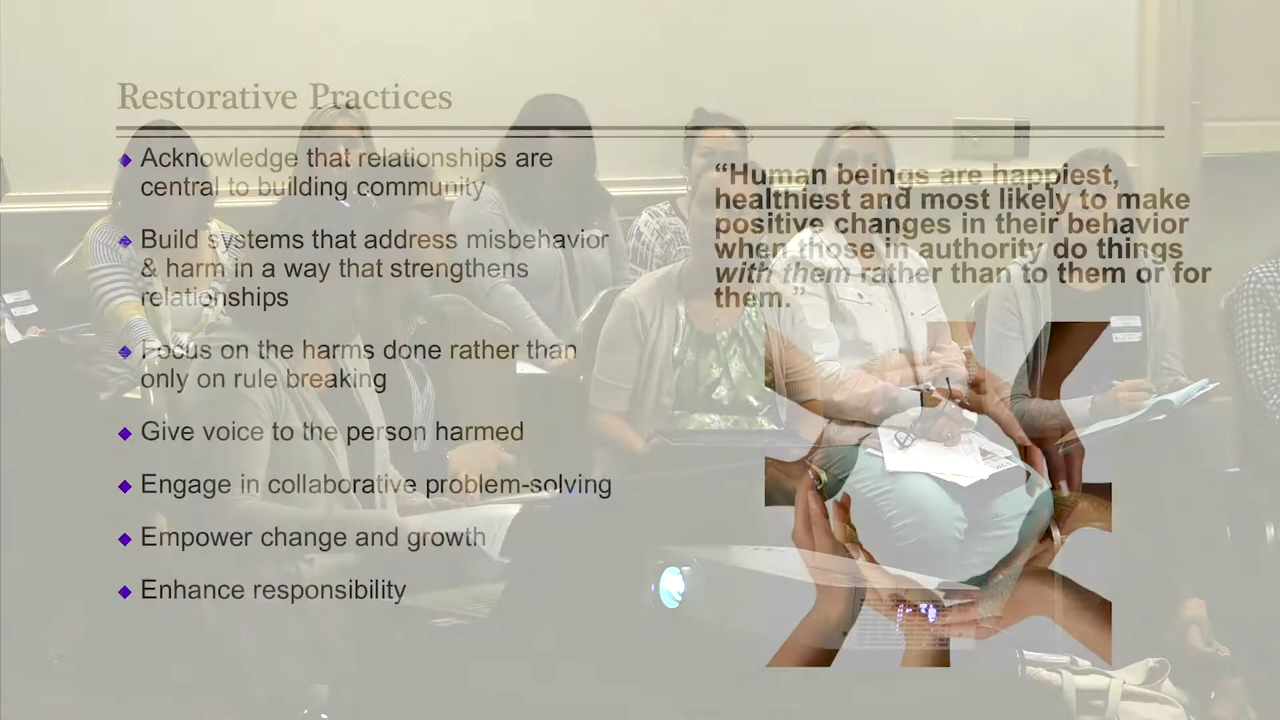 Restorative Practices
Acknowledge that relationships are
central to building community
Build systems that address misbehavior
& harm in a way that strengthens
relationships
Focus on the harms done rather than
only on rule breaking
Give voice to the person harmed
Engage in collaborative problem-solving
Empower change and growth
Enhance responsibility
“Human beings are happiest,
healthiest and most likely to make
positive changes in their behavior
when those in authority do things
with them rather than to them or for
them.”